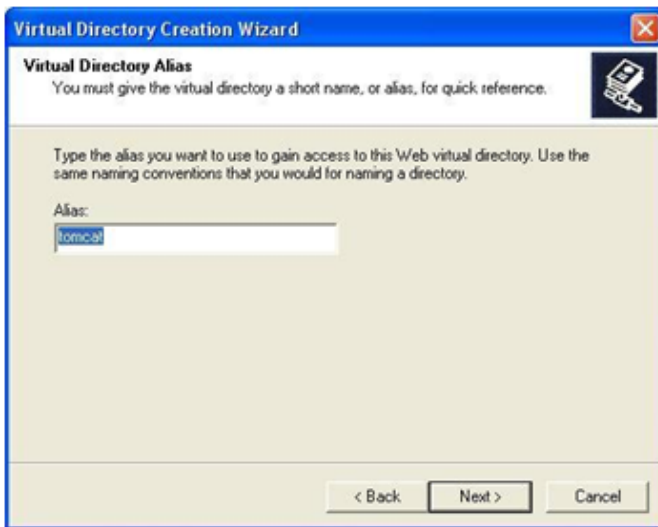 Virtual Directory Creation Wizard
Virtual Directory Alias
You must give the virtual directory a short name, or alias, for quick reference.
Type the alias you want to use to gain access to this Web virtual directory. Use the
same naming conventions that you would for naming a directory.
Alias:
tomcat
< Back Next > Cancel